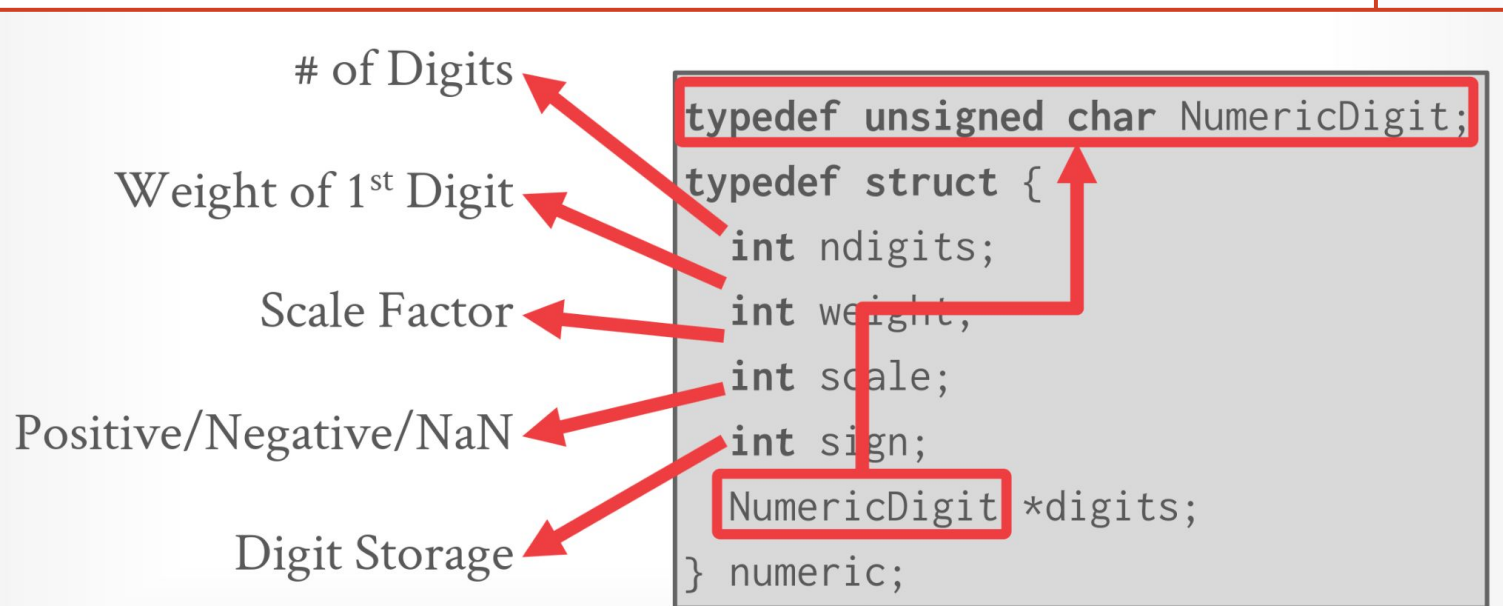 # of Digits
Weight of 1st Digit
Scale Factor
Positive/Negative/NaN
Digit Storage
typedef unsigned char NumericDigit;
typedef struct {
int ndigits;
int weight;
int scale;
int sign;
NumericDigit *digits;
} numeric;